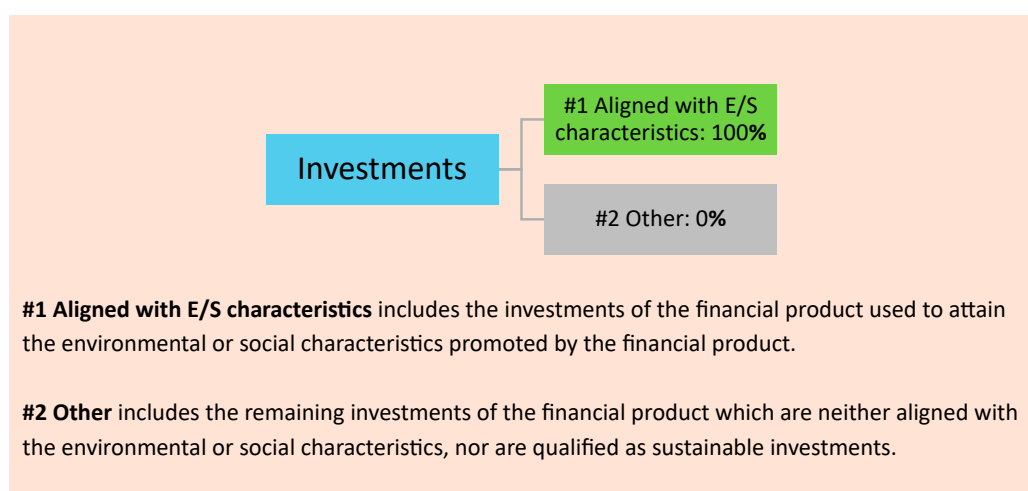 #1 Aligned with E/S
characteristics: 100%
Investments
#2 Other: 0%
#1 Aligned with E/S characteristics includes the investments of the financial product used to attain
the environmental or social characteristics promoted by the financial product.
#2 Other includes the remaining investments of the financial product which are neither aligned with
the environmental or social characteristics, nor are qualified as sustainable investments.